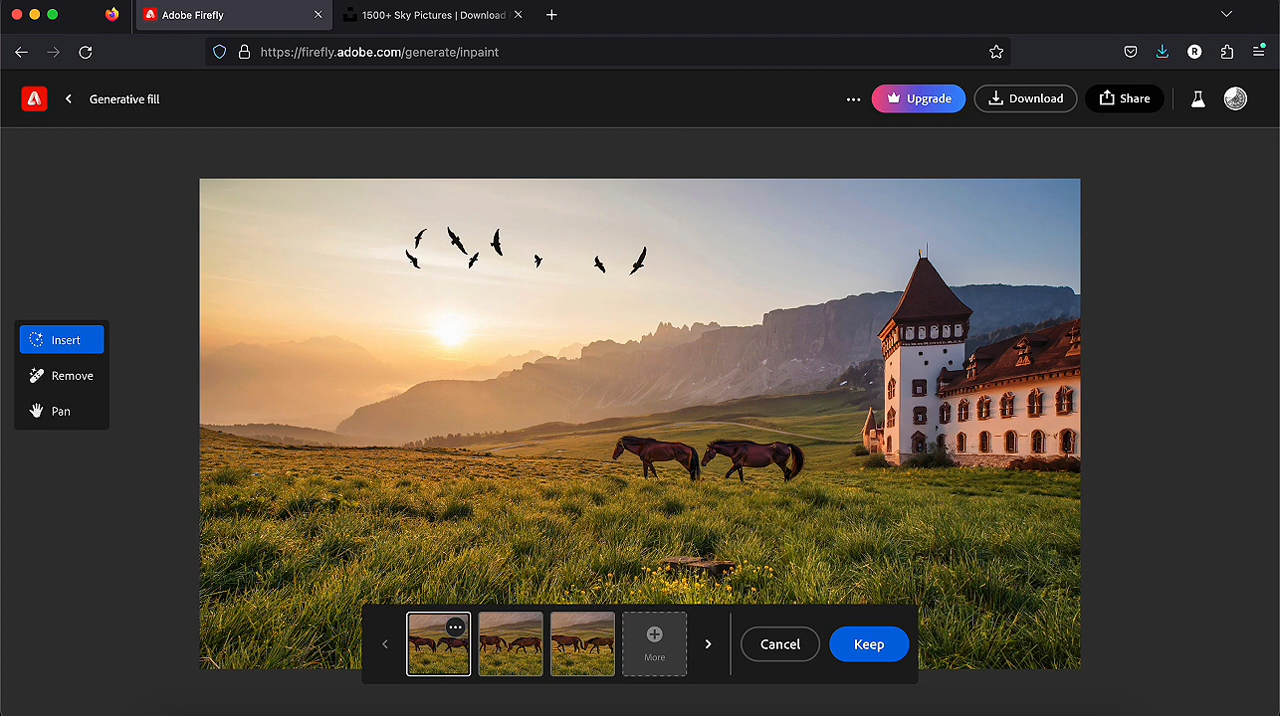 Adobe Firefly
1500+ Sky Pictures | Download
https://firefly.adobe.com/generate/inpaint
R
Generative fill
Upgrade
Download
Share
Insert
Remove
Pan
More
Cancel
Keep